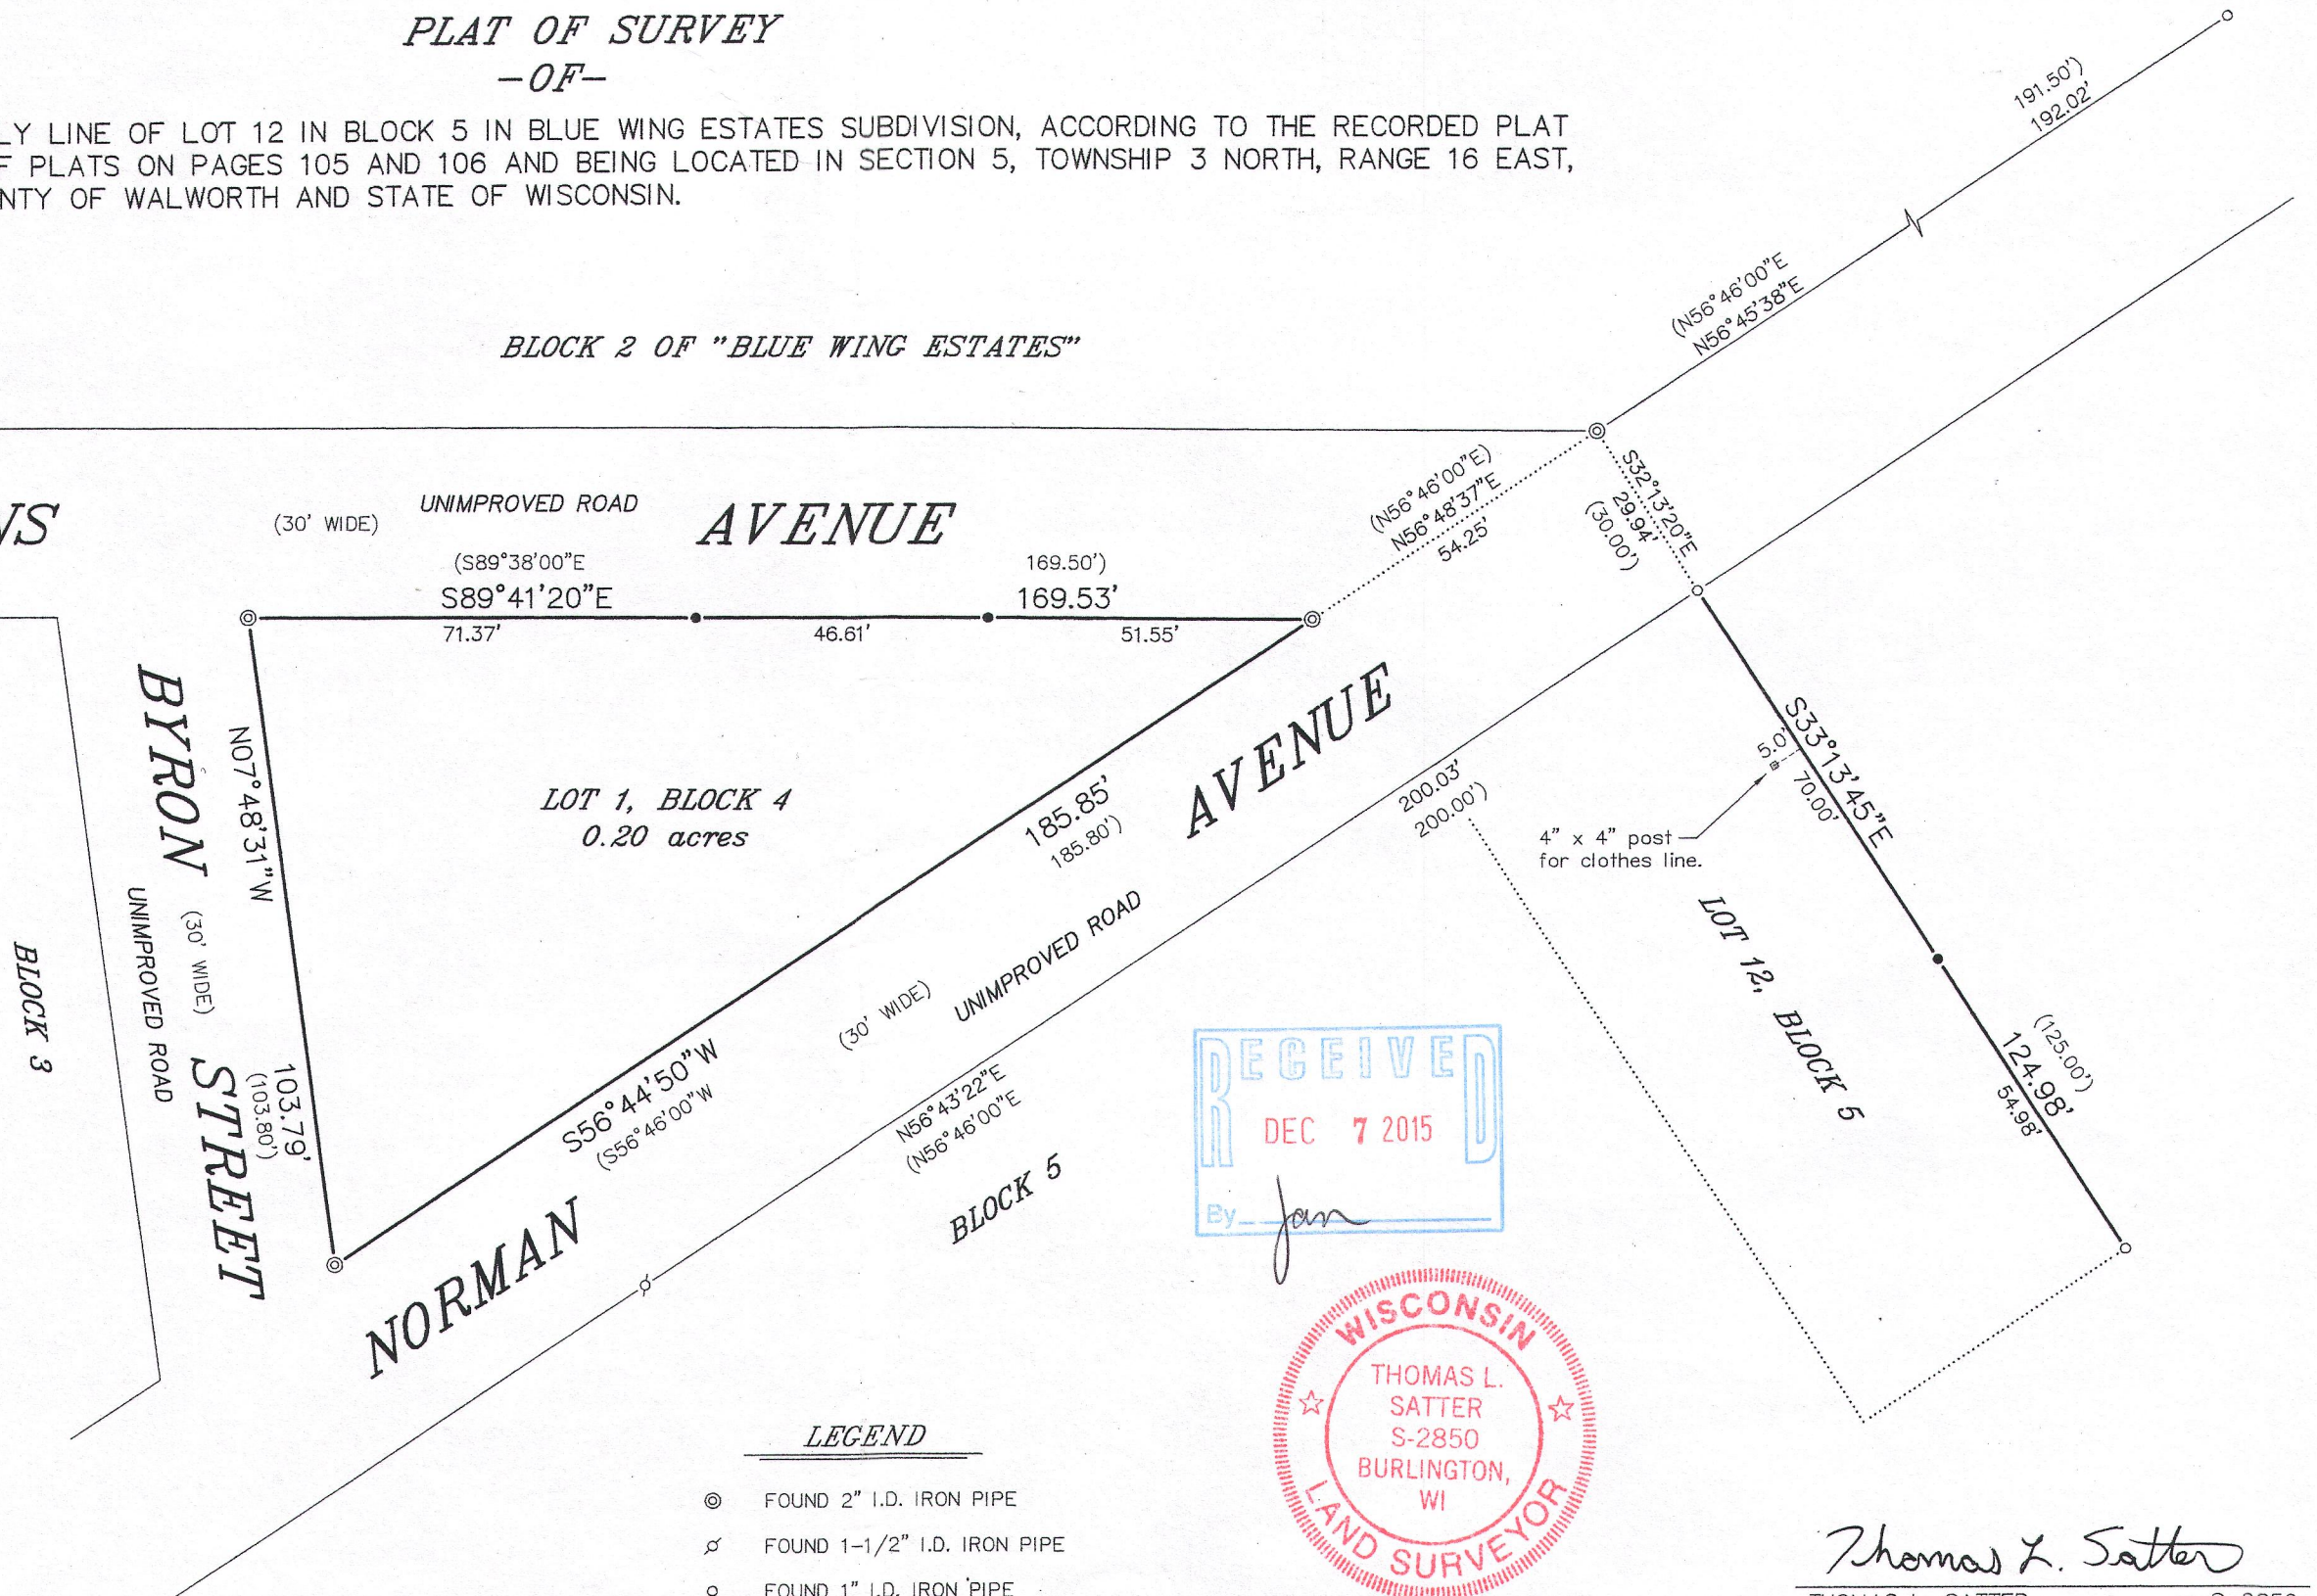 PLAT OF SURVEY
-OF-
LY LINE OF LOT 12 IN BLOCK 5 IN BLUE WING ESTATES SUBDIVISION, ACCORDING TO THE RECORDED PLAT
F PLATS ON PAGES 105 AND 106 AND BEING LOCATED IN SECTION 5, TOWNSHIP 3 NORTH, RANGE 16 EAST,
NTY OF WALWORTH AND STATE OF WISCONSIN.
191.50')
192.02'
(N56°46'00"E
N56°45'38"E
BLOCK 2 OF "BLUE WING ESTATES"
NS
(30' WIDE)
UNIMPROVED ROAD
AVENUE
(S89°38'00"E
169.50')
S89°41'20"E
169.53'
71.37'
46.61'
51.55'
(N56°46'00"E)
N56°48'37"E
54.25'
S32°13'20"E
29.94'
(30.00')
BYRON
(30' WIDE)
STREET
UNIMPROVED ROAD
BLOCK 3
N07°48'31"W
103.79'
(103.80')
LOT 1, BLOCK 4
0.20 acres
185.85'
185.80')
S56°44'50"W
(S56°46'00"W
NORMAN
AVENUE
(30' WIDE)
UNIMPROVED ROAD
200.03'
200.00')
N56°43'22"E
(N56°46'00"E
BLOCK 5
S33°13'45"E
5.0'
70.00'
4" x 4" post
for clothes line.
LOT 12, BLOCK 5
(125.00')
124.98'
54.98'
RECEIVED
DEC 7 2015
By Jan
WISCONSIN
THOMAS L.
SATTER
S-2850
BURLINGTON,
WI
LAND SURVEYOR
LEGEND
FOUND 2" I.D. IRON PIPE
FOUND 1-1/2" I.D. IRON PIPE
FOUND 1" I.D. IRON PIPE
Thomas L. Satter
THOMAS L. SATTER S-2850